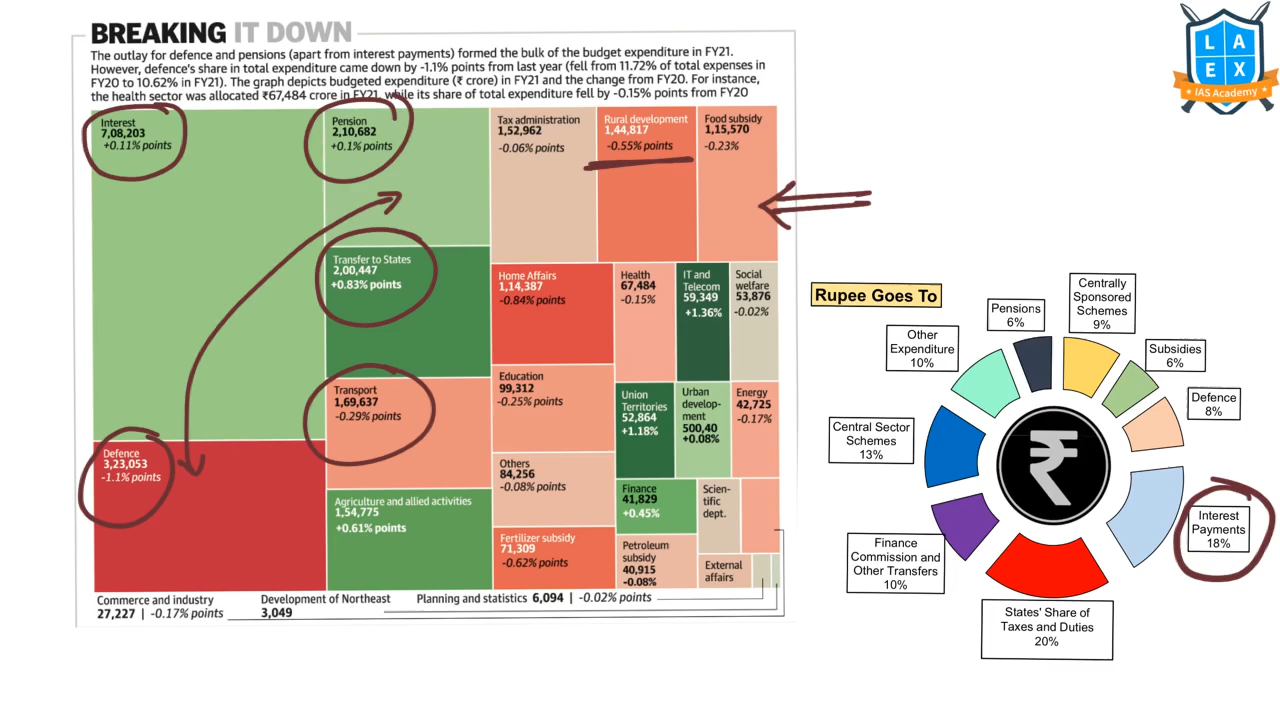 BREAKING IT DOWN
The outlay for defence and pensions (apart from interest payments) formed the bulk of the budget expenditure in FY21.
However, defence's share in total expenditure came down by -1.1% points from last year (fell from 11.72% of total expenses in
FY20 to 10.62% in FY21). The graph depicts budgeted expenditure (₹ crore) in FY21 and the change from FY20. For instance,
the health sector was allocated ₹67,484 crore in FY21, while its share of total expenditure fell by -0.15% points from FY20
Interest
7,08,203
+0.11% points
Pension
2,10,682
+0.1% points
Tax administration
1,52,962
-0.06% points
Rural development
1,44,817
-0.55% points
Food subsidy
1,15,570
-0.23%
Transfer to States
2,00,447
+0.83% points
Home Affairs
1,14,387
-0.84% points
Health
67,484
-0.15%
IT and
Telecom
59,349
+1.36%
Social
welfare
53,876
-0.02%
Transport
1,69,637
-0.29% points
Education
99,312
-0.25% points
Union
Territories
52,864
+1.18%
Urban
develop-
ment
500,40
+0.08%
Energy
42,725
-0.17%
Defence
3,23,053
-1.1% points
Others
84,256
-0.08% points
Agriculture and allied activities
1,54,775
+0.61% points
Finance
41,829
+0.45%
Scien-
tific
dept.
Fertilizer subsidy
71,309
-0.62% points
Petroleum
subsidy
40,915
-0.08%
External
affairs
Commerce and industry
27,227 | -0.17% points
Development of Northeast
3,049
Planning and statistics 6,094 | -0.02% points
L A
E X
IAS Academy
Rupee Goes To
Pensions
6%
Centrally
Sponsored
Schemes
9%
Other
Expenditure
10%
Subsidies
6%
Defence
8%
Central Sector
Schemes
13%
Interest
Payments
18%
Finance
Commission and
Other Transfers
10%
States' Share of
Taxes and Duties
20%